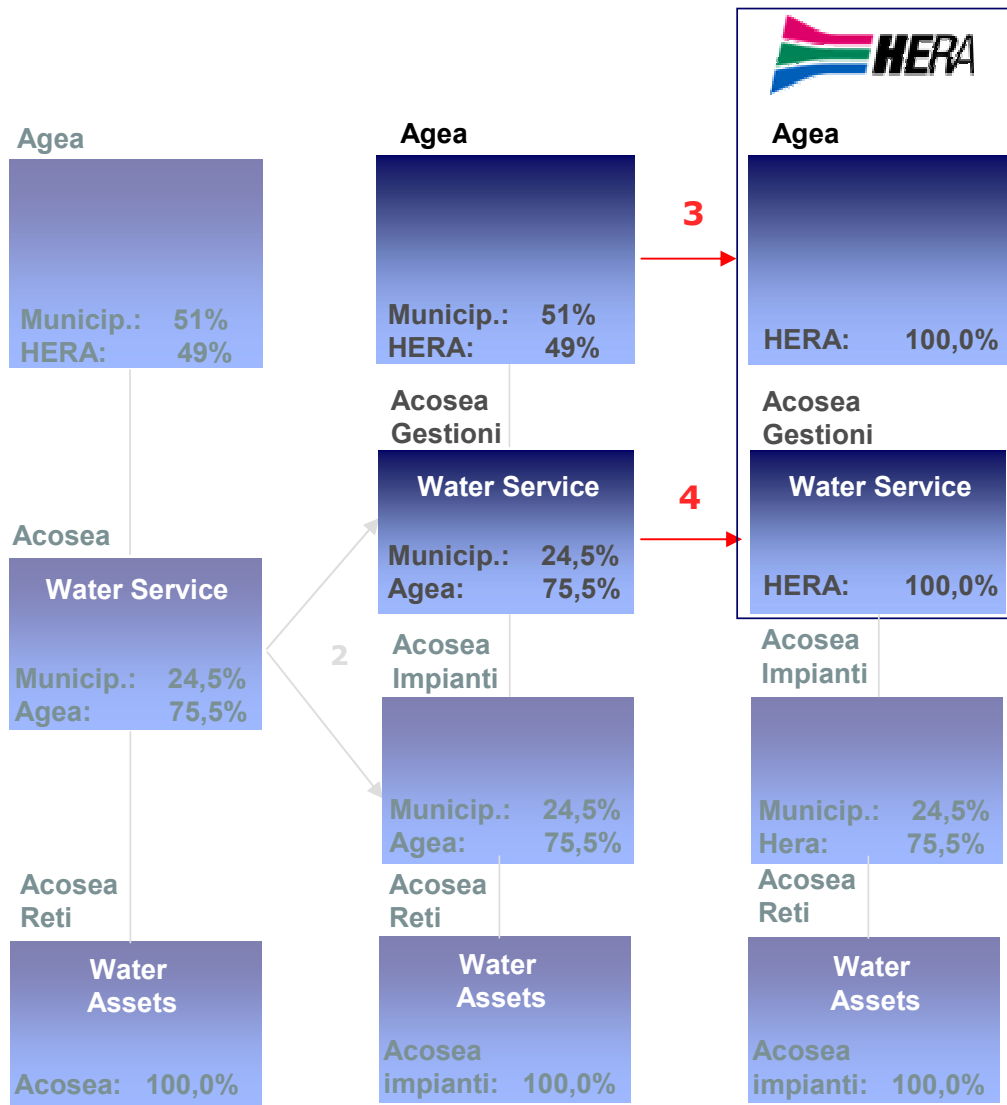 HERA
Agea
Municip.: 51%
HERA: 49%
Acosea
Water Service
Municip.: 24,5%
Agea: 75,5%
Acosea
Reti
Water
Assets
Acosea: 100,0%
2
Agea
Municip.: 51%
HERA: 49%
Acosea
Gestioni
Water Service
Municip.: 24,5%
Agea: 75,5%
Acosea
Impianti
Municip.: 24,5%
Agea: 75,5%
Acosea
Reti
Water
Assets
Acosea
impianti: 100,0%
3
4
Agea
HERA: 100,0%
Acosea
Gestioni
Water Service
HERA: 100,0%
Acosea
Impianti
Municip.: 24,5%
Hera: 75,5%
Acosea
Reti
Water
Assets
Acosea
impianti: 100,0%